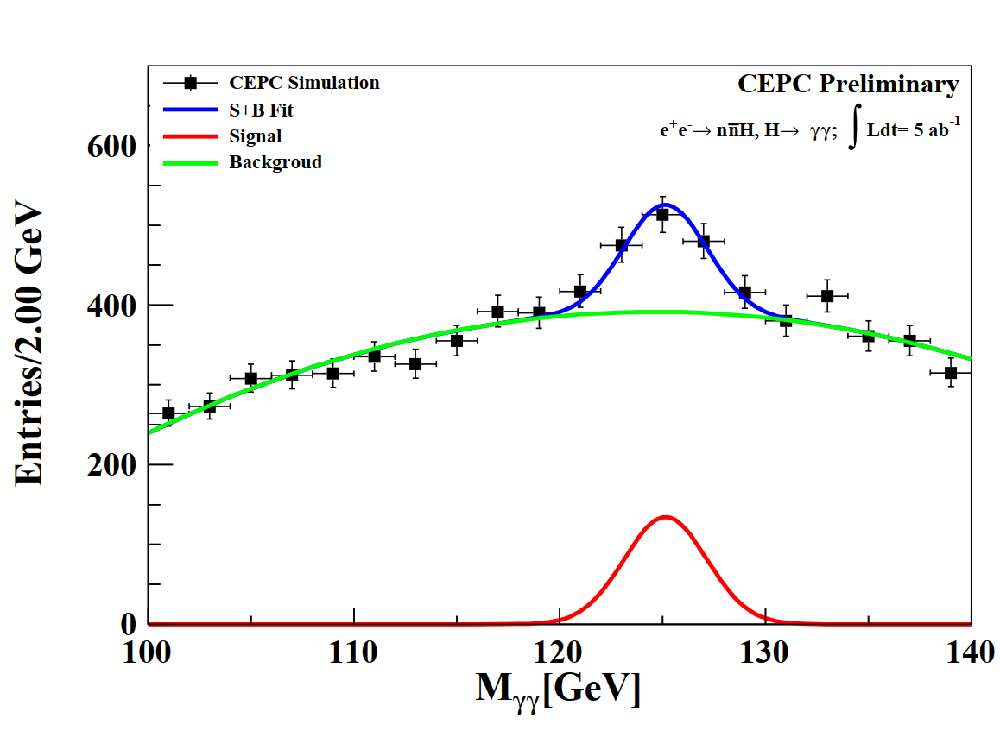 CEPC Simulation
S+B Fit
Signal
Backgroud
CEPC Preliminary
e⁺e⁻→ nn̅H, H→ γγ; ∫ Ldt= 5 ab⁻¹
Entries/2.00 GeV
600
400
200
0
100 110 120 130 140
Mγγ[GeV]